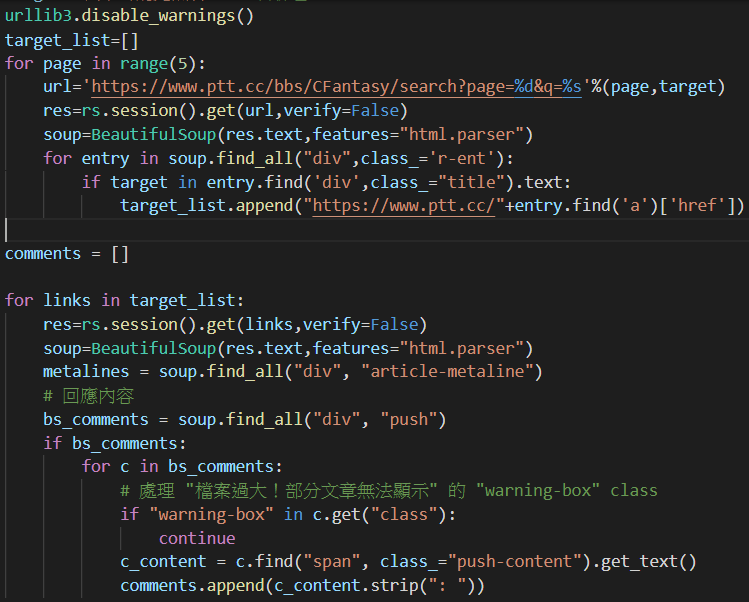 urllib3.disable_warnings()
target_list=[]
for page in range(5):
    url='https://www.ptt.cc/bbs/CFantasy/search?page=%d&q=%s'%(page,target)
    res=rs.session().get(url,verify=False)
    soup=BeautifulSoup(res.text,features="html.parser")
    for entry in soup.find_all("div",class_='r-ent'):
        if target in entry.find('div',class_="title").text:
            target_list.append("https://www.ptt.cc/"+entry.find('a')['href'])
comments = []
for links in target_list:
    res=rs.session().get(links,verify=False)
    soup=BeautifulSoup(res.text,features="html.parser")
    metalines = soup.find_all("div", "article-metaline")
    # 回應內容
    bs_comments = soup.find_all("div", "push")
    if bs_comments:
        for c in bs_comments:
            # 處理 "檔案過大！部分文章無法顯示" 的 "warning-box" class
            if "warning-box" in c.get("class"):
                continue
            c_content = c.find("span", class_="push-content").get_text()
            comments.append(c_content.strip(": "))